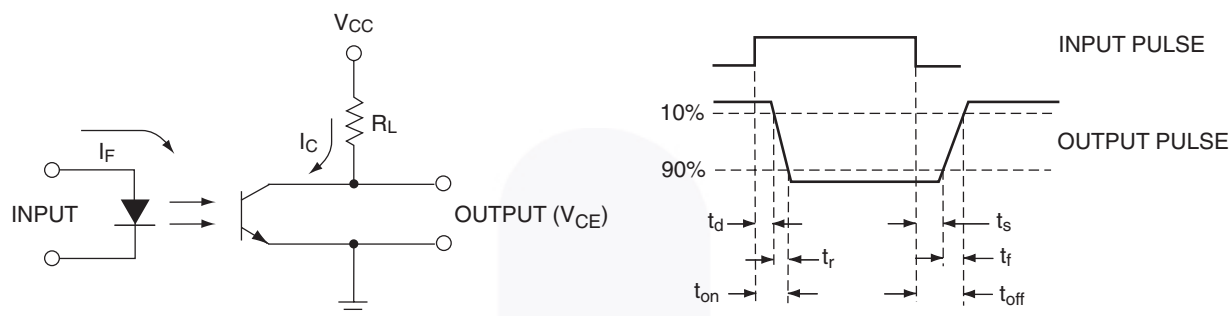 VCC
RL
IC
IF
INPUT
OUTPUT (VCE)
INPUT PULSE
10%
OUTPUT PULSE
90%
td
ts
tr
tf
ton
toff